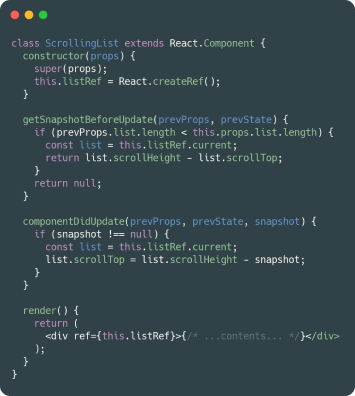 class ScrollingList extends React.Component {
  constructor(props) {
    super(props);
    this.listRef = React.createRef();
  }

  getSnapshotBeforeUpdate(prevProps, prevState) {
    if (prevProps.list.length < this.props.list.length) {
      const list = this.listRef.current;
      return list.scrollHeight - list.scrollTop;
    }
    return null;
  }

  componentDidUpdate(prevProps, prevState, snapshot) {
    if (snapshot !== null) {
      const list = this.listRef.current;
      list.scrollTop = list.scrollHeight - snapshot;
    }
  }

  render() {
    return (
      <div ref={this.listRef}>{/* ...contents... */}</div>
    );
  }
}